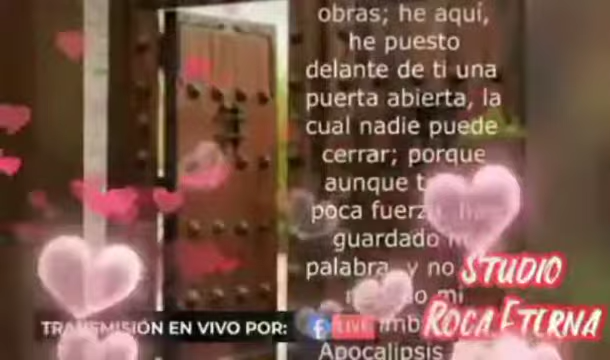 obras; he aquí,
he puesto
delante de ti una
puerta abierta, la
cual nadie puede
cerrar; porque
aunque
poca
guardado
palabra, y no
mi
Apocalipsis
STUDIO
ROCA ETERNA
TRANSMISIÓN EN VIVO POR:
LIVE